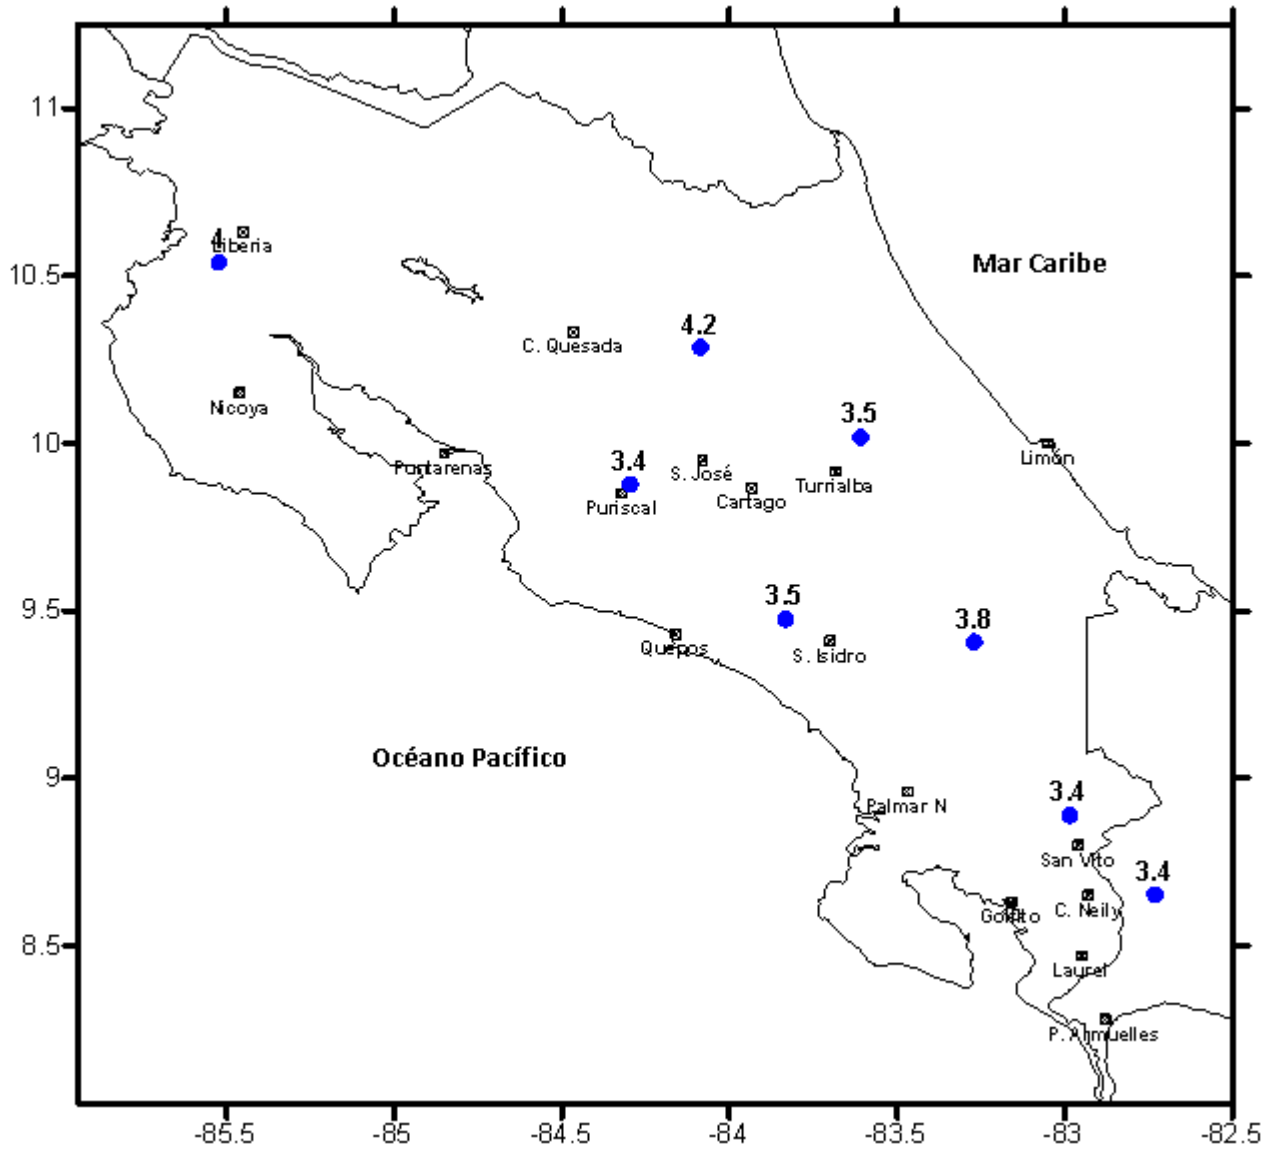 11
4
Liberia
Mar Caribe
10.5
4.2
C. Quesada
Nicoya
3.5
10
Limón
3.4
Puntarenas
S. José
Turrialba
Cartago
Puriscal
3.5
9.5
3.8
Quepos
S. Isidro
Océano Pacífico
9
3.4
Palmar N
San Vito
3.4
Golfito
C. Neily
8.5
Laurel
P. Armuelles
-85.5
-85
-84.5
-84
-83.5
-83
-82.5